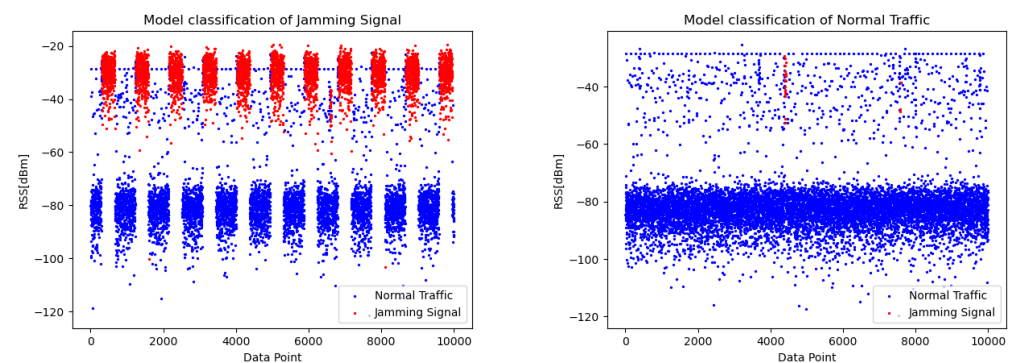 Model classification of Jamming Signal
RSS[dBm]
−20
−40
−60
−80
−100
−120
0
2000
4000
6000
8000
10000
Data Point
Normal Traffic
Jamming Signal
Model classification of Normal Traffic
RSS[dBm]
−40
−60
−80
−100
−120
0
2000
4000
6000
8000
10000
Data Point
Normal Traffic
Jamming Signal